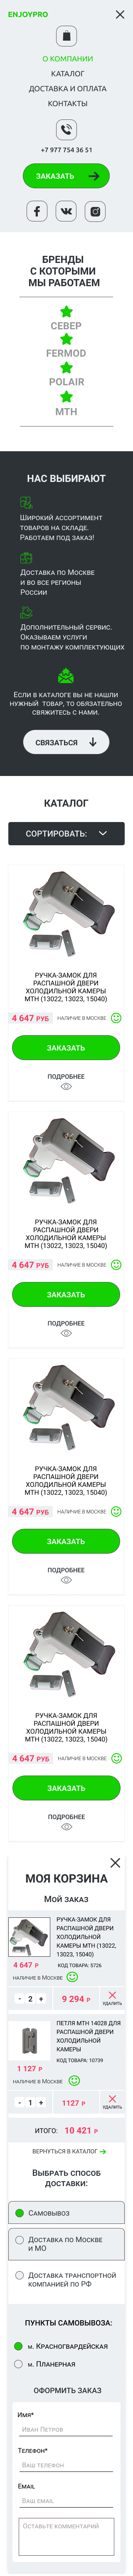 ENJOYPRO
О КОМПАНИИ
КАТАЛОГ
ДОСТАВКА И ОПЛАТА
КОНТАКТЫ
+7 977 754 36 51
ЗАКАЗАТЬ
БРЕНДЫ
С КОТОРЫМИ
МЫ РАБОТАЕМ
СЕВЕР
FERMOD
POLAIR
МТН
НАС ВЫБИРАЮТ
Широкий ассортимент
товаров на складе.
Работаем под заказ!
Доставка по Москве
и во все регионы
России
Дополнительный сервис.
Оказываем услуги
по монтажу комплектующих
Если в каталоге вы не нашли
нужный товар, то обязательно
свяжитесь с нами.
СВЯЗАТЬСЯ
КАТАЛОГ
СОРТИРОВАТЬ:
РУЧКА-ЗАМОК ДЛЯ
РАСПАШНОЙ ДВЕРИ
ХОЛОДИЛЬНОЙ КАМЕРЫ
МТН (13022, 13023, 15040)
4 647 РУБ
НАЛИЧИЕ В МОСКВЕ
ЗАКАЗАТЬ
ПОДРОБНЕЕ
РУЧКА-ЗАМОК ДЛЯ
РАСПАШНОЙ ДВЕРИ
ХОЛОДИЛЬНОЙ КАМЕРЫ
МТН (13022, 13023, 15040)
4 647 РУБ
НАЛИЧИЕ В МОСКВЕ
ЗАКАЗАТЬ
ПОДРОБНЕЕ
РУЧКА-ЗАМОК ДЛЯ
РАСПАШНОЙ ДВЕРИ
ХОЛОДИЛЬНОЙ КАМЕРЫ
МТН (13022, 13023, 15040)
4 647 РУБ
НАЛИЧИЕ В МОСКВЕ
ЗАКАЗАТЬ
ПОДРОБНЕЕ
РУЧКА-ЗАМОК ДЛЯ
РАСПАШНОЙ ДВЕРИ
ХОЛОДИЛЬНОЙ КАМЕРЫ
МТН (13022, 13023, 15040)
4 647 РУБ
НАЛИЧИЕ В МОСКВЕ
ЗАКАЗАТЬ
ПОДРОБНЕЕ
МОЯ КОРЗИНА
Мой заказ
РУЧКА-ЗАМОК ДЛЯ
РАСПАШНОЙ ДВЕРИ
ХОЛОДИЛЬНОЙ
КАМЕРЫ МТН (13022,
13023, 15040)
4 647 Р
КОД ТОВАРА: 5726
НАЛИЧИЕ В МОСКВЕ
- 2 +
9 294 Р
УДАЛИТЬ
ПЕТЛЯ МТН 14028 ДЛЯ
РАСПАШНОЙ ДВЕРИ
ХОЛОДИЛЬНОЙ
КАМЕРЫ
КОД ТОВАРА: 10739
1 127 Р
НАЛИЧИЕ В МОСКВЕ
- 1 +
1127 Р
УДАЛИТЬ
ИТОГО: 10 421 Р
ВЕРНУТЬСЯ В КАТАЛОГ
Выбрать способ
доставки:
Самовывоз
Доставка по Москве
и МО
Доставка транспортной
компанией по РФ
ПУНКТЫ САМОВЫВОЗА:
м. Красногвардейская
м. Планерная
ОФОРМИТЬ ЗАКАЗ
Имя*
Иван Петров
Телефон*
Ваш телефон
Email
Ваш email
Оставьте комментарий